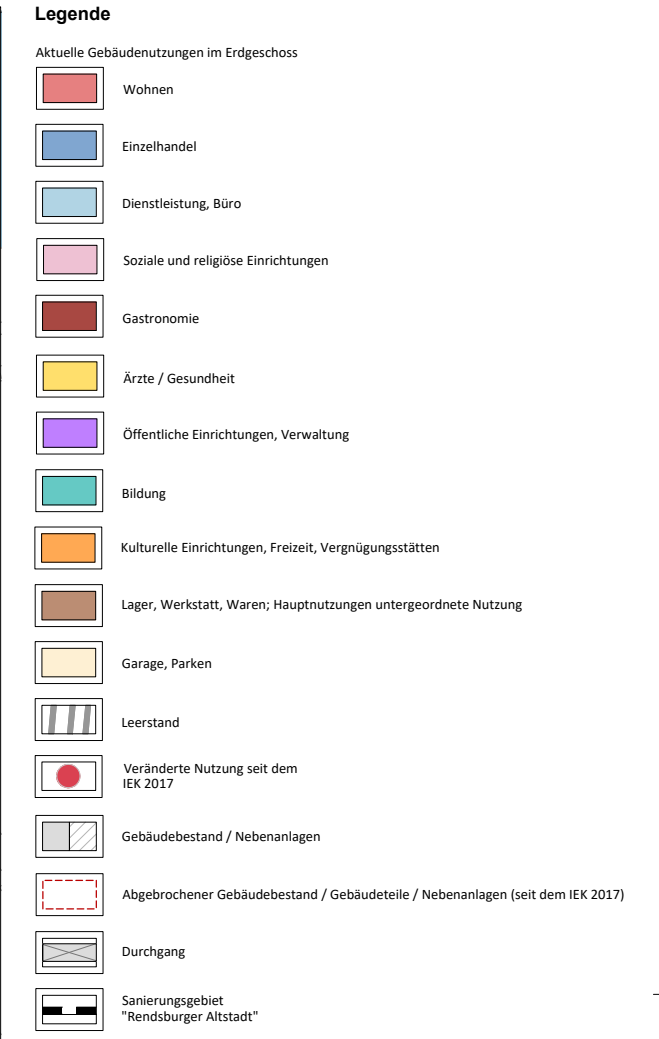 Legende
Aktuelle Gebäudenutzungen im Erdgeschoss
Wohnen
Einzelhandel
Dienstleistung, Büro
Soziale und religiöse Einrichtungen
Gastronomie
Ärzte / Gesundheit
Öffentliche Einrichtungen, Verwaltung
Bildung
Kulturelle Einrichtungen, Freizeit, Vergnügungsstätten
Lager, Werkstatt, Waren; Hauptnutzungen untergeordnete Nutzung
Garage, Parken
Leerstand
Veränderte Nutzung seit dem
IEK 2017
Gebäudebestand / Nebenanlagen
Abgebrochener Gebäudebestand / Gebäudeteile / Nebenanlagen (seit dem IEK 2017)
Durchgang
Sanierungsgebiet
"Rendsburger Altstadt"